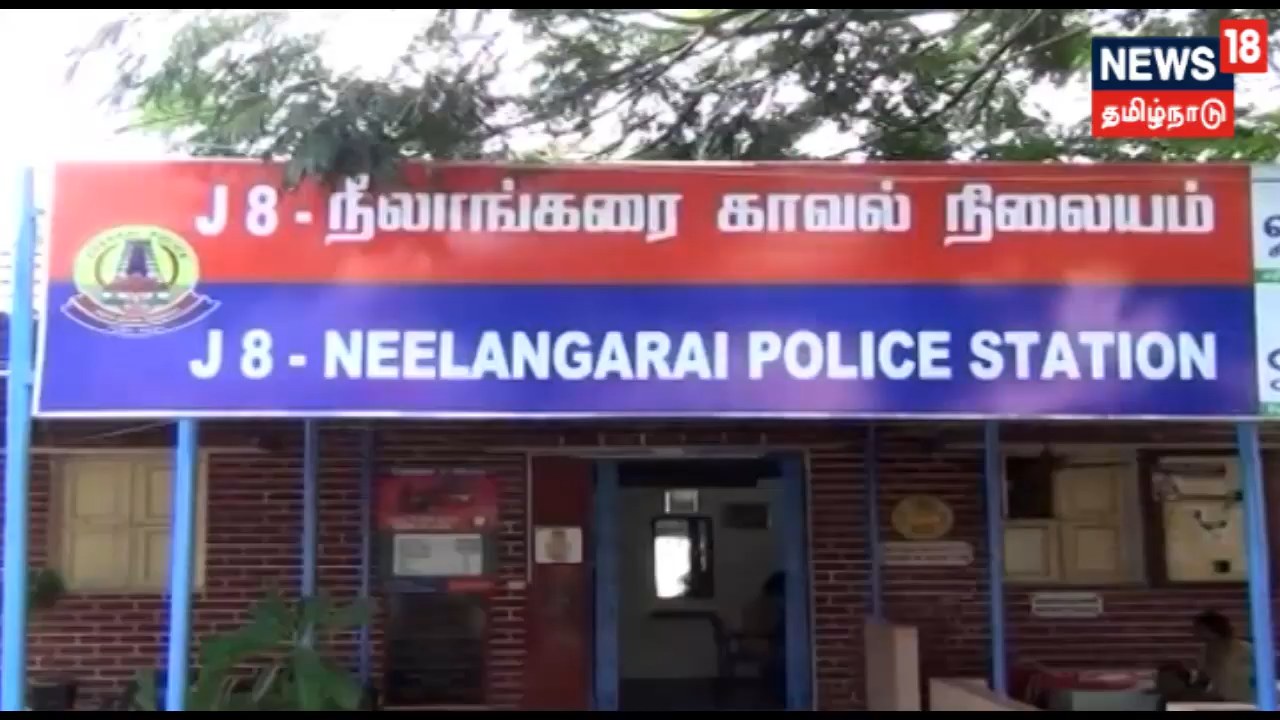 NEWS 18
தமிழ்நாடு
J 8 - நீலாங்கரை காவல் நிலையம்
J 8 - NEELANGARAI POLICE STATION